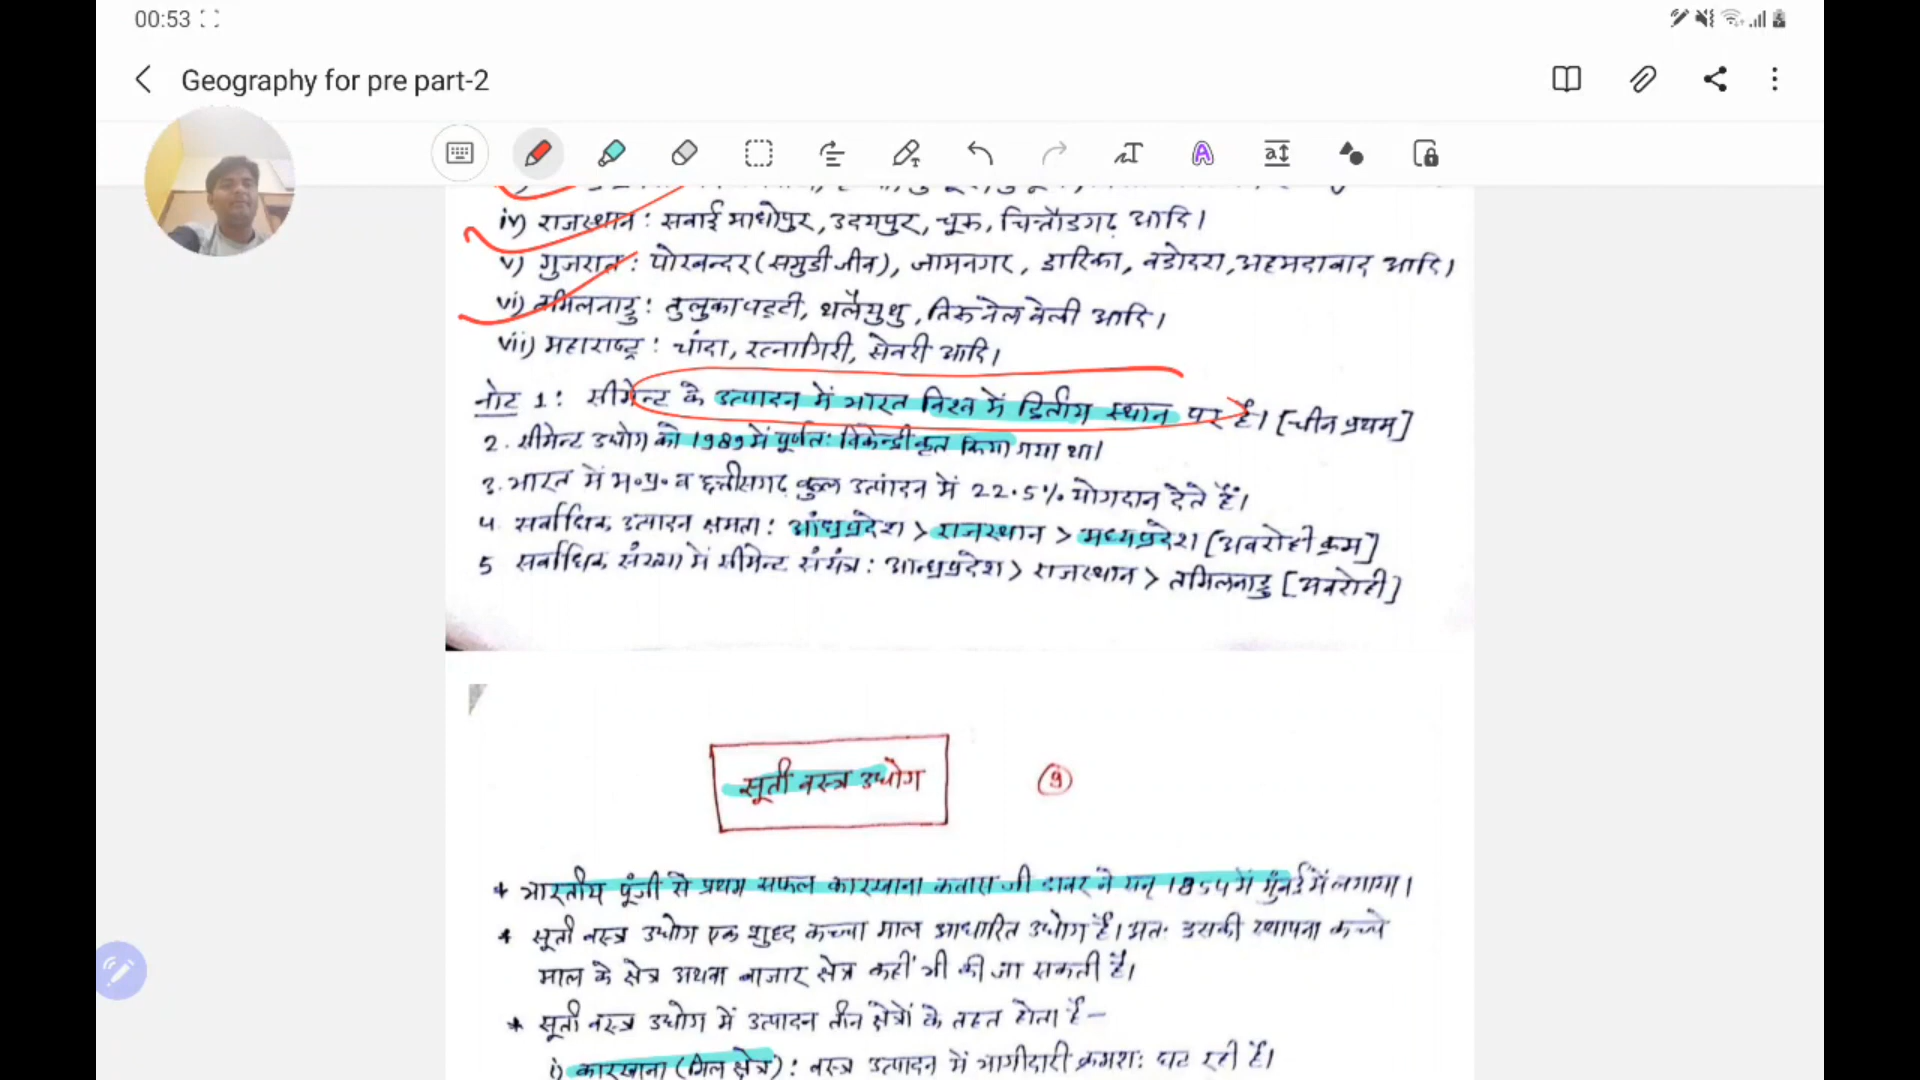 00:53
Geography for pre part-2
iv) राजस्थान : सवाई माधोपुर, उदयपुर, चूरू, चित्तौडगढ़ आदि।
v) गुजरात : पोरबन्दर (समुद्री जीव), जामनगर, द्वारिका, वडोदरा, अहमदाबाद आदि।
vi) तमिलनाडु : तुलुकापट्टी, थलैयुथु, तिरुनेलवेली आदि।
vii) महाराष्ट्र : चांदा, रत्नागिरी, सेवरी आदि।
नोट 1 : सीमेन्ट के उत्पादन में भारत विश्व में द्वितीय स्थान पर है। [चीन प्रथम]
2. सीमेन्ट उद्योग को 1989 में पूर्णतः विकेन्द्रीकृत किया गया था।
3. भारत में म॰प्र॰ व छत्तीसगढ़ कुल उत्पादन में 22.5% योगदान देते हैं।
4. सर्वाधिक उत्पादन क्षमता : आंध्रप्रदेश > राजस्थान > मध्यप्रदेश [अवरोही क्रम]
5 सर्वाधिक संख्या में सीमेन्ट संयंत्र : आन्ध्रप्रदेश > राजस्थान > तमिलनाडु [अवरोही]
सूती वस्त्र उद्योग
9
* भारतीय पूंजी से प्रथम सफल कारखाना कवास जी डाबर ने सन् 1854 में मुंबई में लगाया।
* सूती वस्त्र उद्योग एक शुद्ध कच्चा माल आधारित उद्योग है। अतः उसकी स्थापना कच्चे
माल के क्षेत्र अथवा बाजार क्षेत्र कहीं भी की जा सकती है।
* सूती वस्त्र उद्योग में उत्पादन तीन क्षेत्रों के तहत होता है –
i) कारखाना (मिल क्षेत्र) : वस्त्र उत्पादन में भागीदारी क्रमशः घट रही है।